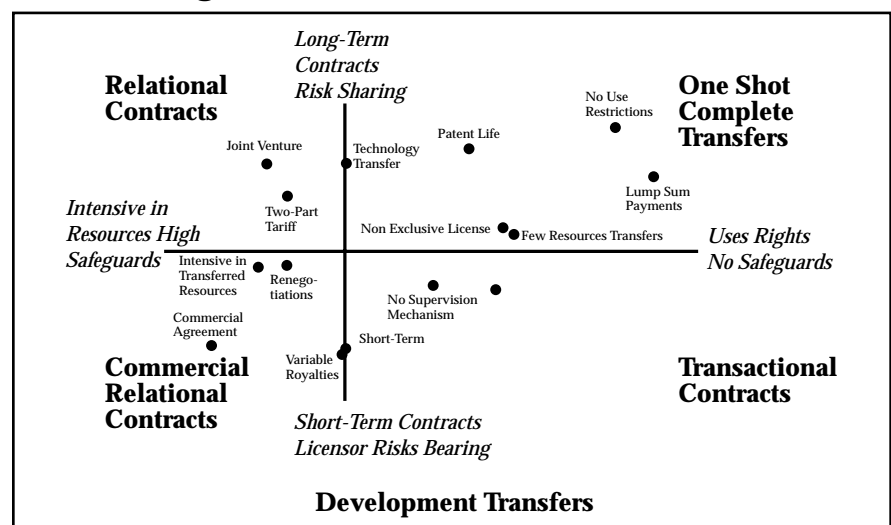 Long-Term
Contracts
Risk Sharing
Relational
Contracts
One Shot
Complete
Transfers
No Use
Restrictions
Patent Life
Joint Venture
Technology
Transfer
Lump Sum
Payments
Two-Part
Tariff
Intensive in
Resources High
Safeguards
Non Exclusive License
Few Resources Transfers
Uses Rights
No Safeguards
Intensive in
Transferred
Resources
Renego-
tiations
No Supervision
Mechanism
Commercial
Agreement
Short-Term
Variable
Royalties
Commercial
Relational
Contracts
Transactional
Contracts
Short-Term Contracts
Licensor Risks Bearing
Development Transfers